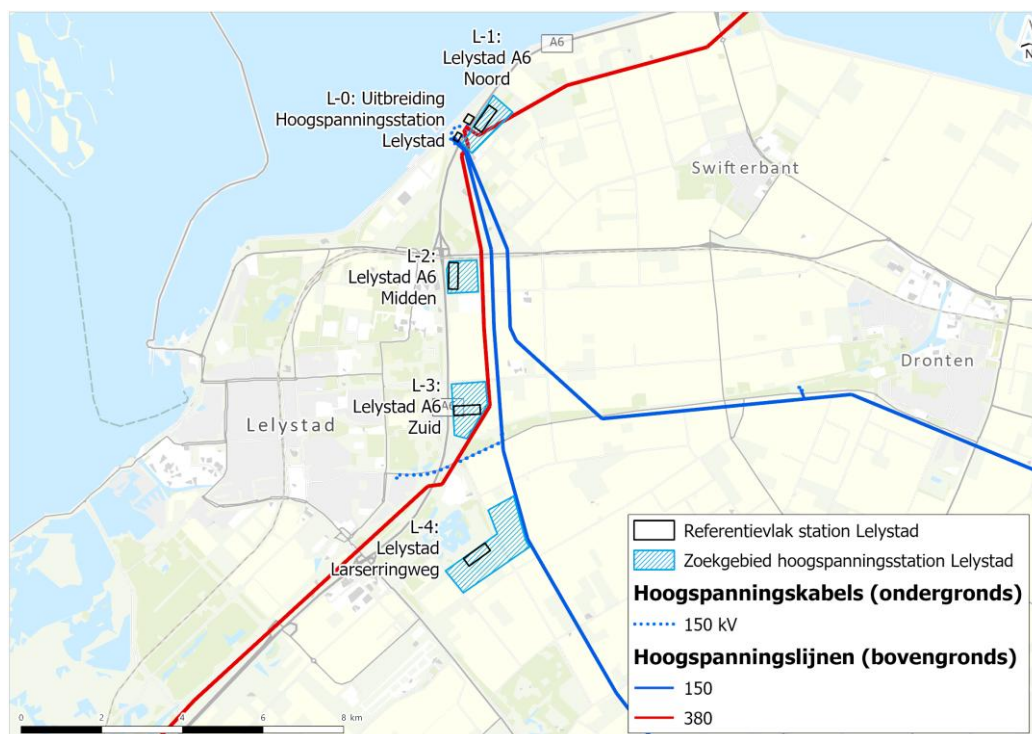 L-1:
Lelystad A6
Noord
A6
N
L-0: Uitbreiding
Hoogspanningsstation
Lelystad
Swifterbant
L-2:
Lelystad A6
Midden
Dronten
L-3:
Lelystad A6
Zuid
A6
Lelystad
L-4:
Lelystad
Larserringweg
Referentievlak station Lelystad
Zoekgebied hoogspanningsstation Lelystad
Hoogspanningskabels (ondergronds)
150 kV
Hoogspanningslijnen (bovengronds)
150
380
0 2 4 6 8 km